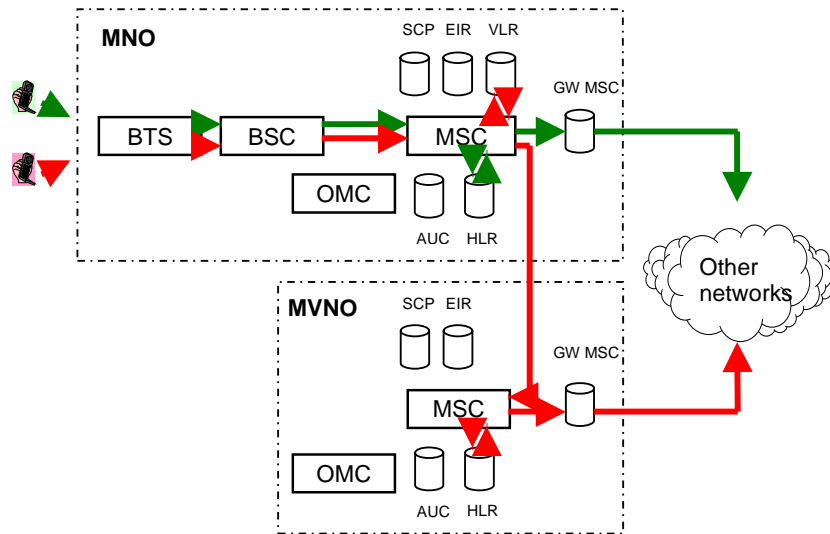 MNO
SCP EIR VLR
GW MSC
BTS
BSC
MSC
OMC
AUC HLR
Other
networks
MVNO
SCP EIR
GW MSC
MSC
OMC
AUC HLR